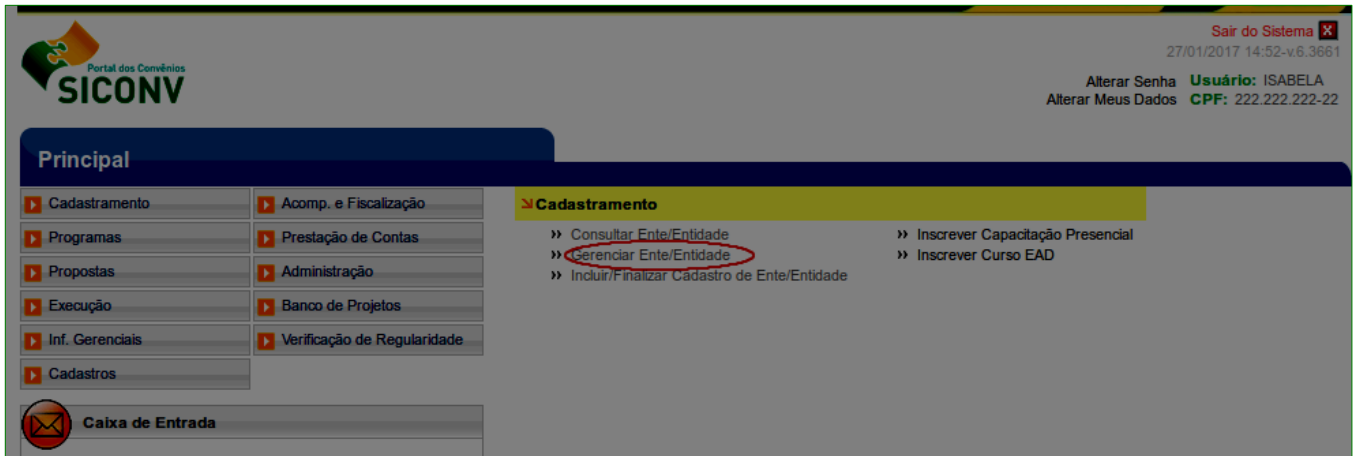 Sair do Sistema X
27/01/2017 14:52-v.6.3661
Portal dos Convênios
SICONV
Alterar Senha Usuário: ISABELA
Alterar Meus Dados CPF: 222.222.222-22
Principal
Cadastramento
Acomp. e Fiscalização
Programas
Prestação de Contas
Propostas
Administração
Execução
Banco de Projetos
Inf. Gerenciais
Verificação de Regularidade
Cadastros
Cadastramento
Consultar Ente/Entidade
Gerenciar Ente/Entidade
Incluir/Finalizar Cadastro de Ente/Entidade
Inscrever Capacitação Presencial
Inscrever Curso EAD
Caixa de Entrada